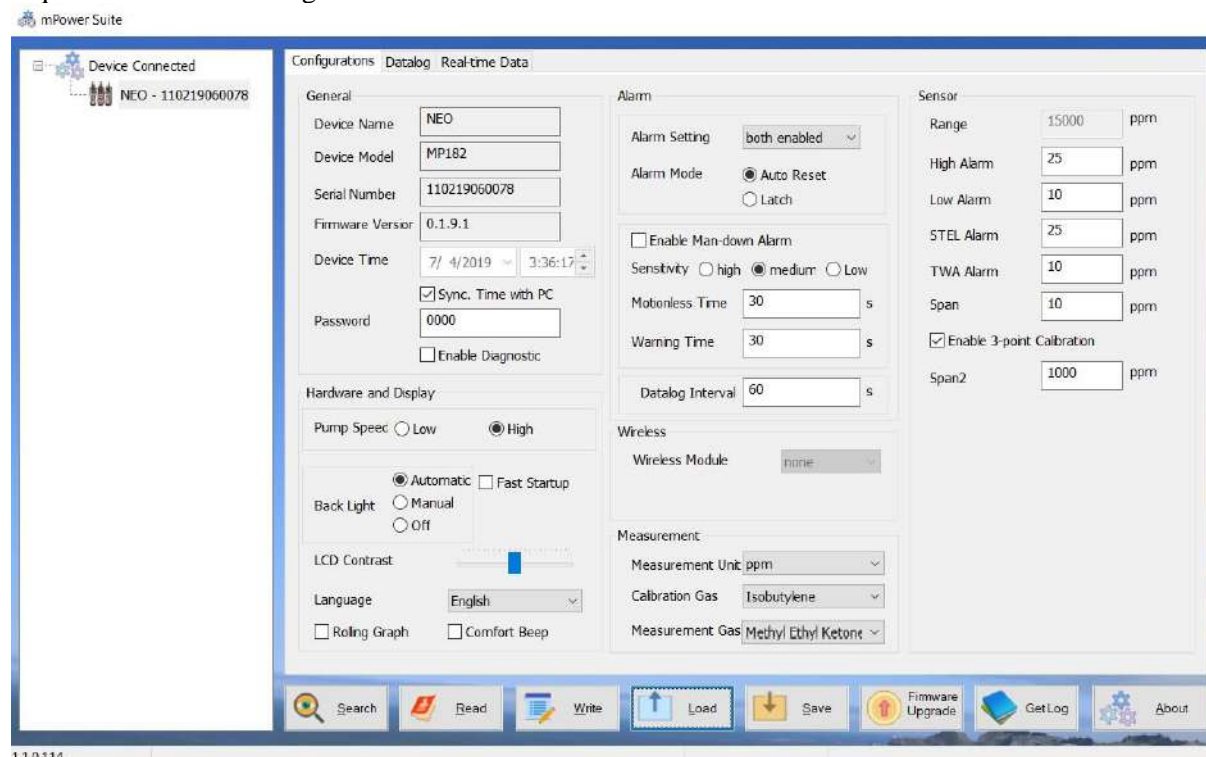 mPower Suite
Device Connected
NEO - 110219060078
Configurations Datalog Real-time Data
General
Device Name NEO
Device Model MP182
Serial Number 110219060078
Firmware Version 0.1.9.1
Device Time 7/ 4/2019 3:36:17
Sync. Time with PC
Password 0000
Enable Diagnostic
Hardware and Display
Pump Speed Low High
Automatic Fast Startup
Back Light Manual
Off
LCD Contrast
Language English
Roling Graph Comfort Beep
Alarm
Alarm Setting both enabled
Alarm Mode Auto Reset
Latch
Enable Man-down Alarm
Sensitivity high medium Low
Motionless Time 30 s
Warning Time 30 s
Datalog Interval 60 s
Wireless
Wireless Module none
Measurement
Measurement Unit ppm
Calibration Gas Isobutylene
Measurement Gas Methyl Ethyl Ketone
Sensor
Range 15000 ppm
High Alarm 25 ppm
Low Alarm 10 ppm
STEL Alarm 25 ppm
TWA Alarm 10 ppm
Span 10 ppm
Enable 3-point Calibration
Span2 1000 ppm
Search Read Write Load Save Firmware Upgrade GetLog About